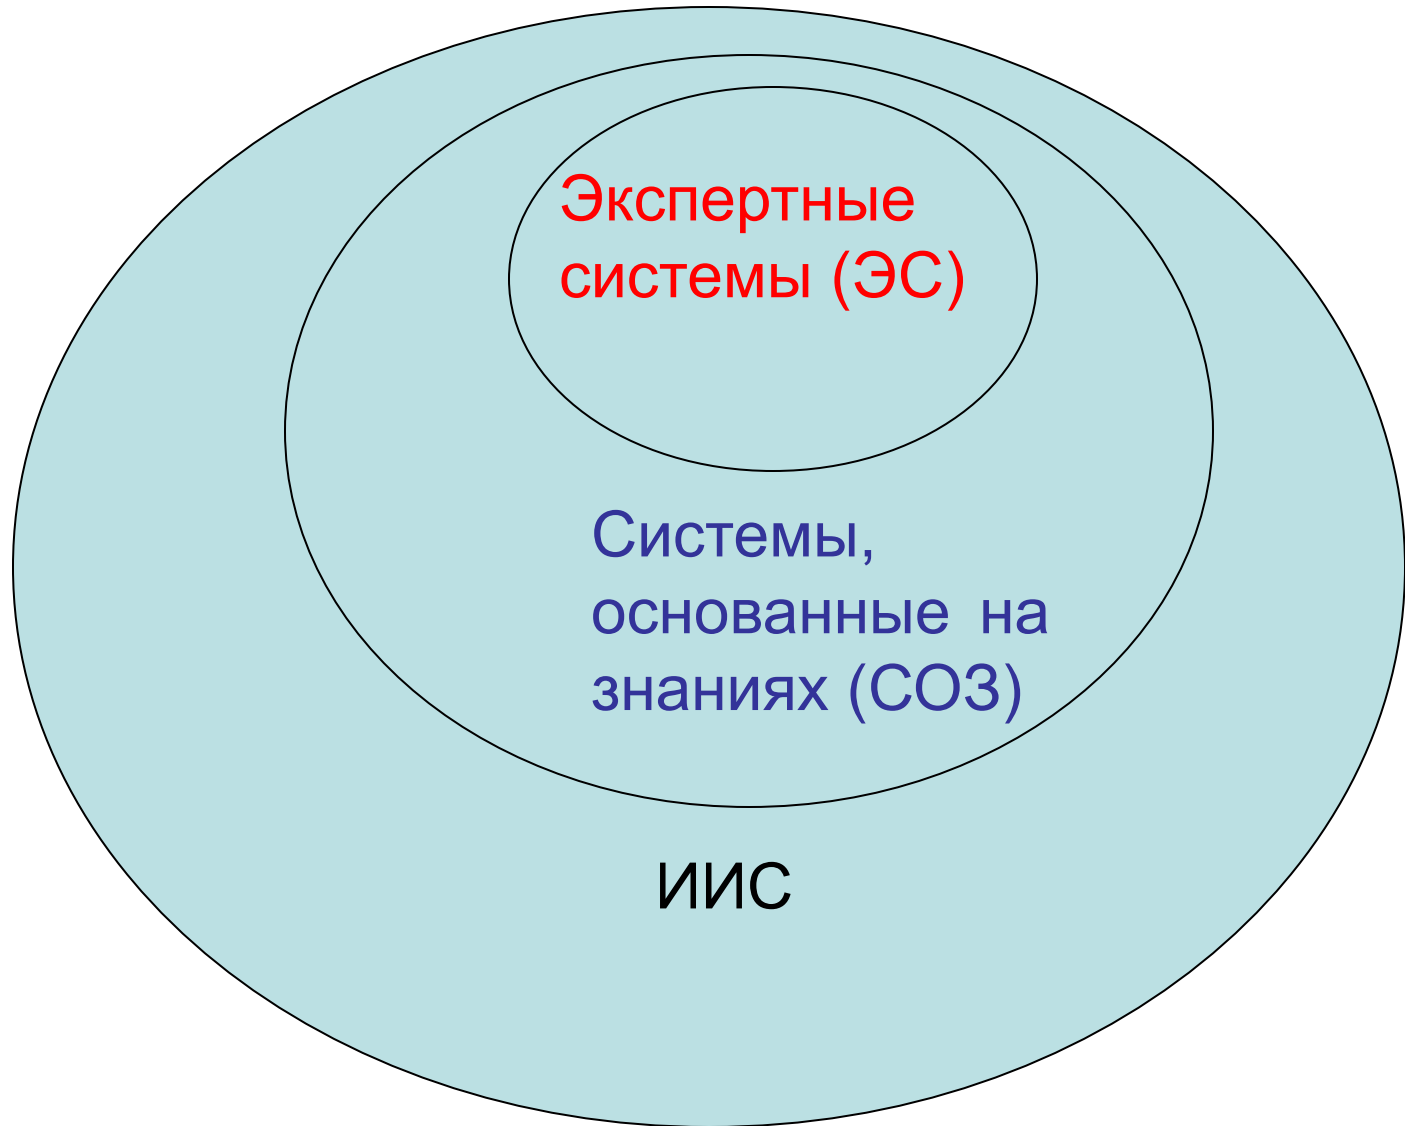 Экспертные
системы (ЭС)
Системы,
основанные на
знаниях (СОЗ)
ИИС